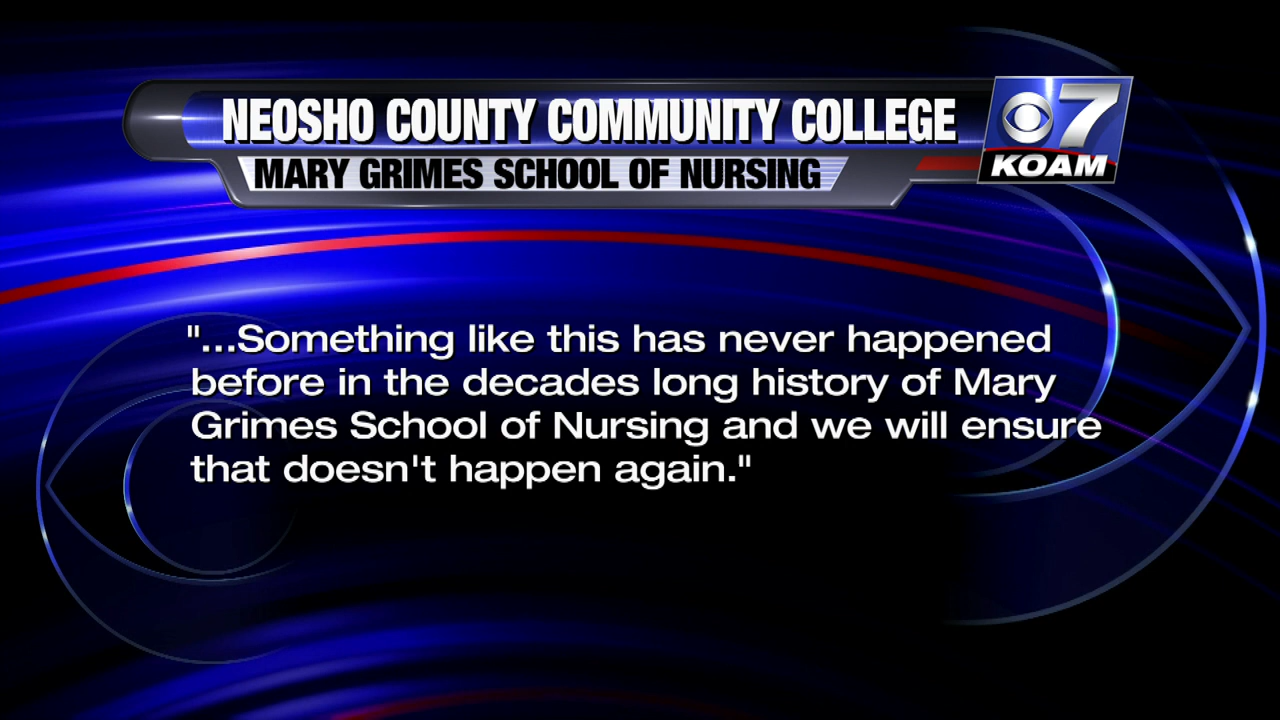 NEOSHO COUNTY COMMUNITY COLLEGE
MARY GRIMES SCHOOL OF NURSING
7
KOAM
"...Something like this has never happened
before in the decades long history of Mary
Grimes School of Nursing and we will ensure
that doesn't happen again."